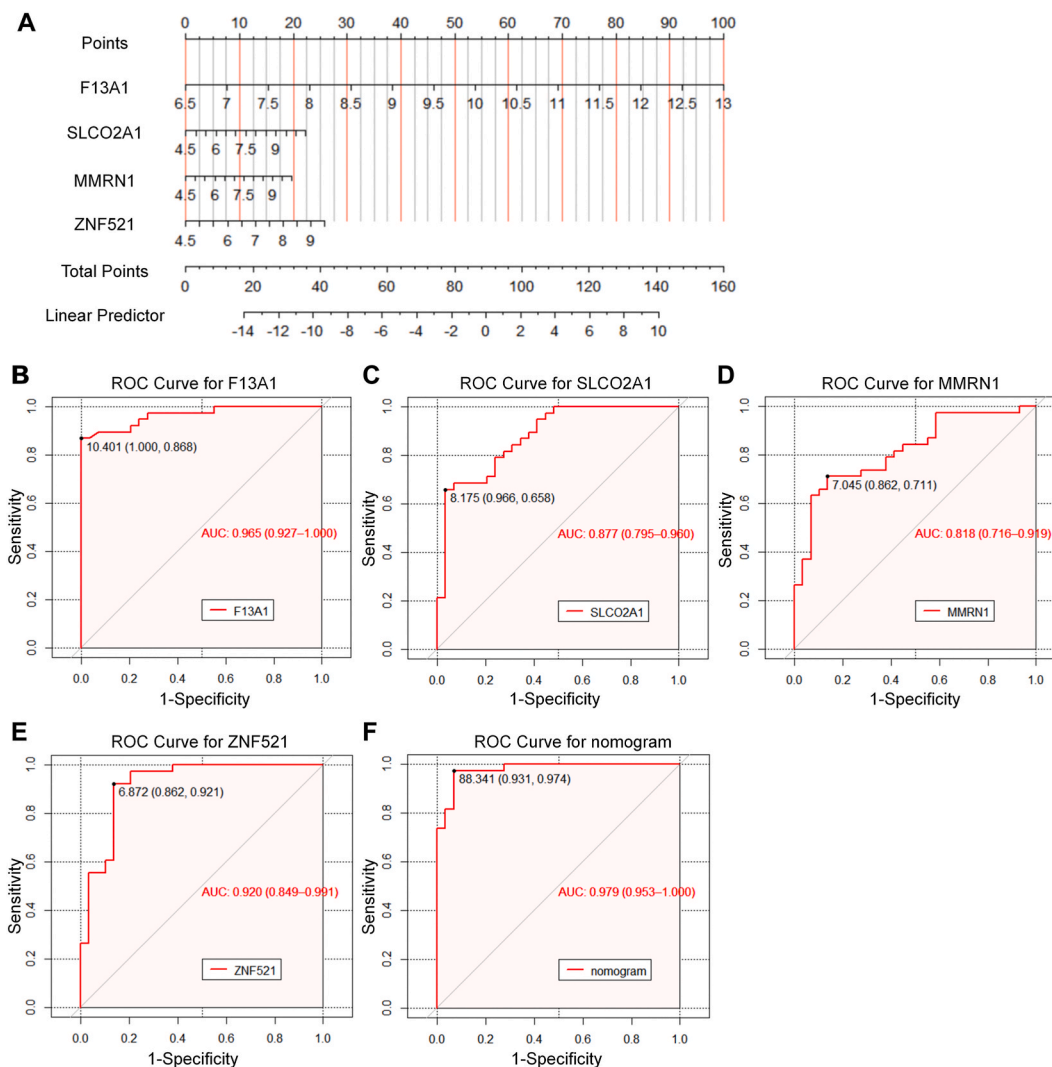 A
Points
0 10 20 30 40 50 60 70 80 90 100
F13A1
6.5 7 7.5 8 8.5 9 9.5 10 10.5 11 11.5 12 12.5 13
SLCO2A1
4.5 6 7.5 9
MMRN1
4.5 6 7.5 9
ZNF521
4.5 6 7 8 9
Total Points
0 20 40 60 80 100 120 140 160
Linear Predictor
-14 -12 -10 -8 -6 -4 -2 0 2 4 6 8 10
B
ROC Curve for F13A1
Sensitivity
0.0 0.2 0.4 0.6 0.8 1.0
10.401 (1.000, 0.868)
AUC: 0.965 (0.927–1.000)
F13A1
0.0 0.2 0.4 0.6 0.8 1.0
1-Specificity
C
ROC Curve for SLCO2A1
Sensitivity
0.0 0.2 0.4 0.6 0.8 1.0
8.175 (0.966, 0.658)
AUC: 0.877 (0.795–0.960)
SLCO2A1
0.0 0.2 0.4 0.6 0.8 1.0
1-Specificity
D
ROC Curve for MMRN1
Sensitivity
0.0 0.2 0.4 0.6 0.8 1.0
7.045 (0.862, 0.711)
AUC: 0.818 (0.716–0.919)
MMRN1
0.0 0.2 0.4 0.6 0.8 1.0
1-Specificity
E
ROC Curve for ZNF521
Sensitivity
0.0 0.2 0.4 0.6 0.8 1.0
6.872 (0.862, 0.921)
AUC: 0.920 (0.849–0.991)
ZNF521
0.0 0.2 0.4 0.6 0.8 1.0
1-Specificity
F
ROC Curve for nomogram
Sensitivity
0.0 0.2 0.4 0.6 0.8 1.0
88.341 (0.931, 0.974)
AUC: 0.979 (0.953–1.000)
nomogram
0.0 0.2 0.4 0.6 0.8 1.0
1-Specificity